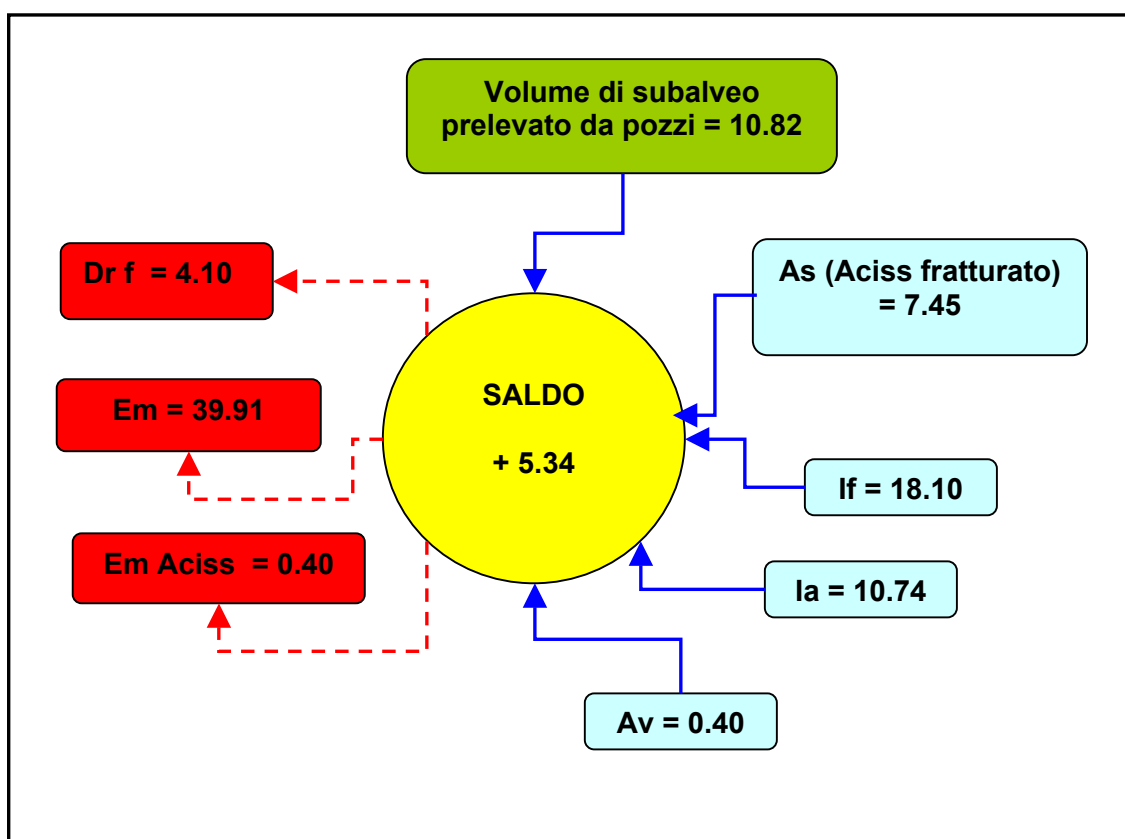 Volume di subalveo
prelevato da pozzi = 10.82
Dr f = 4.10
As (Aciss fratturato)
= 7.45
Em = 39.91
SALDO
+ 5.34
If = 18.10
Em Aciss = 0.40
Ia = 10.74
Av = 0.40